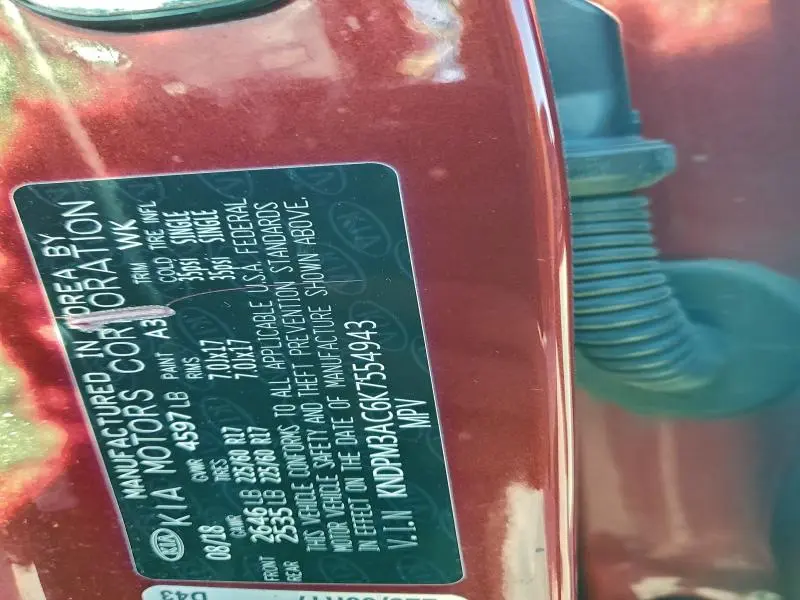 MANUFACTURED IN KOREA BY
KIA KIA MOTORS CORPORATION
08/18 GVWR 4597 LB PAINT A3 TRIM WK
GAWR TIRES RIMS COLD TIRE INFL
FRONT 2646 LB 225/60 R17 7.0Jx17 35psi SINGLE
REAR 2535 LB 225/60 R17 7.0Jx17 35psi SINGLE
THIS VEHICLE CONFORMS TO ALL APPLICABLE U.S.A. FEDERAL
MOTOR VEHICLE SAFETY AND THEFT PREVENTION STANDARDS
IN EFFECT ON THE DATE OF MANUFACTURE SHOWN ABOVE.
V.I.N KNDPM3AC6K7554943
MPV
D43